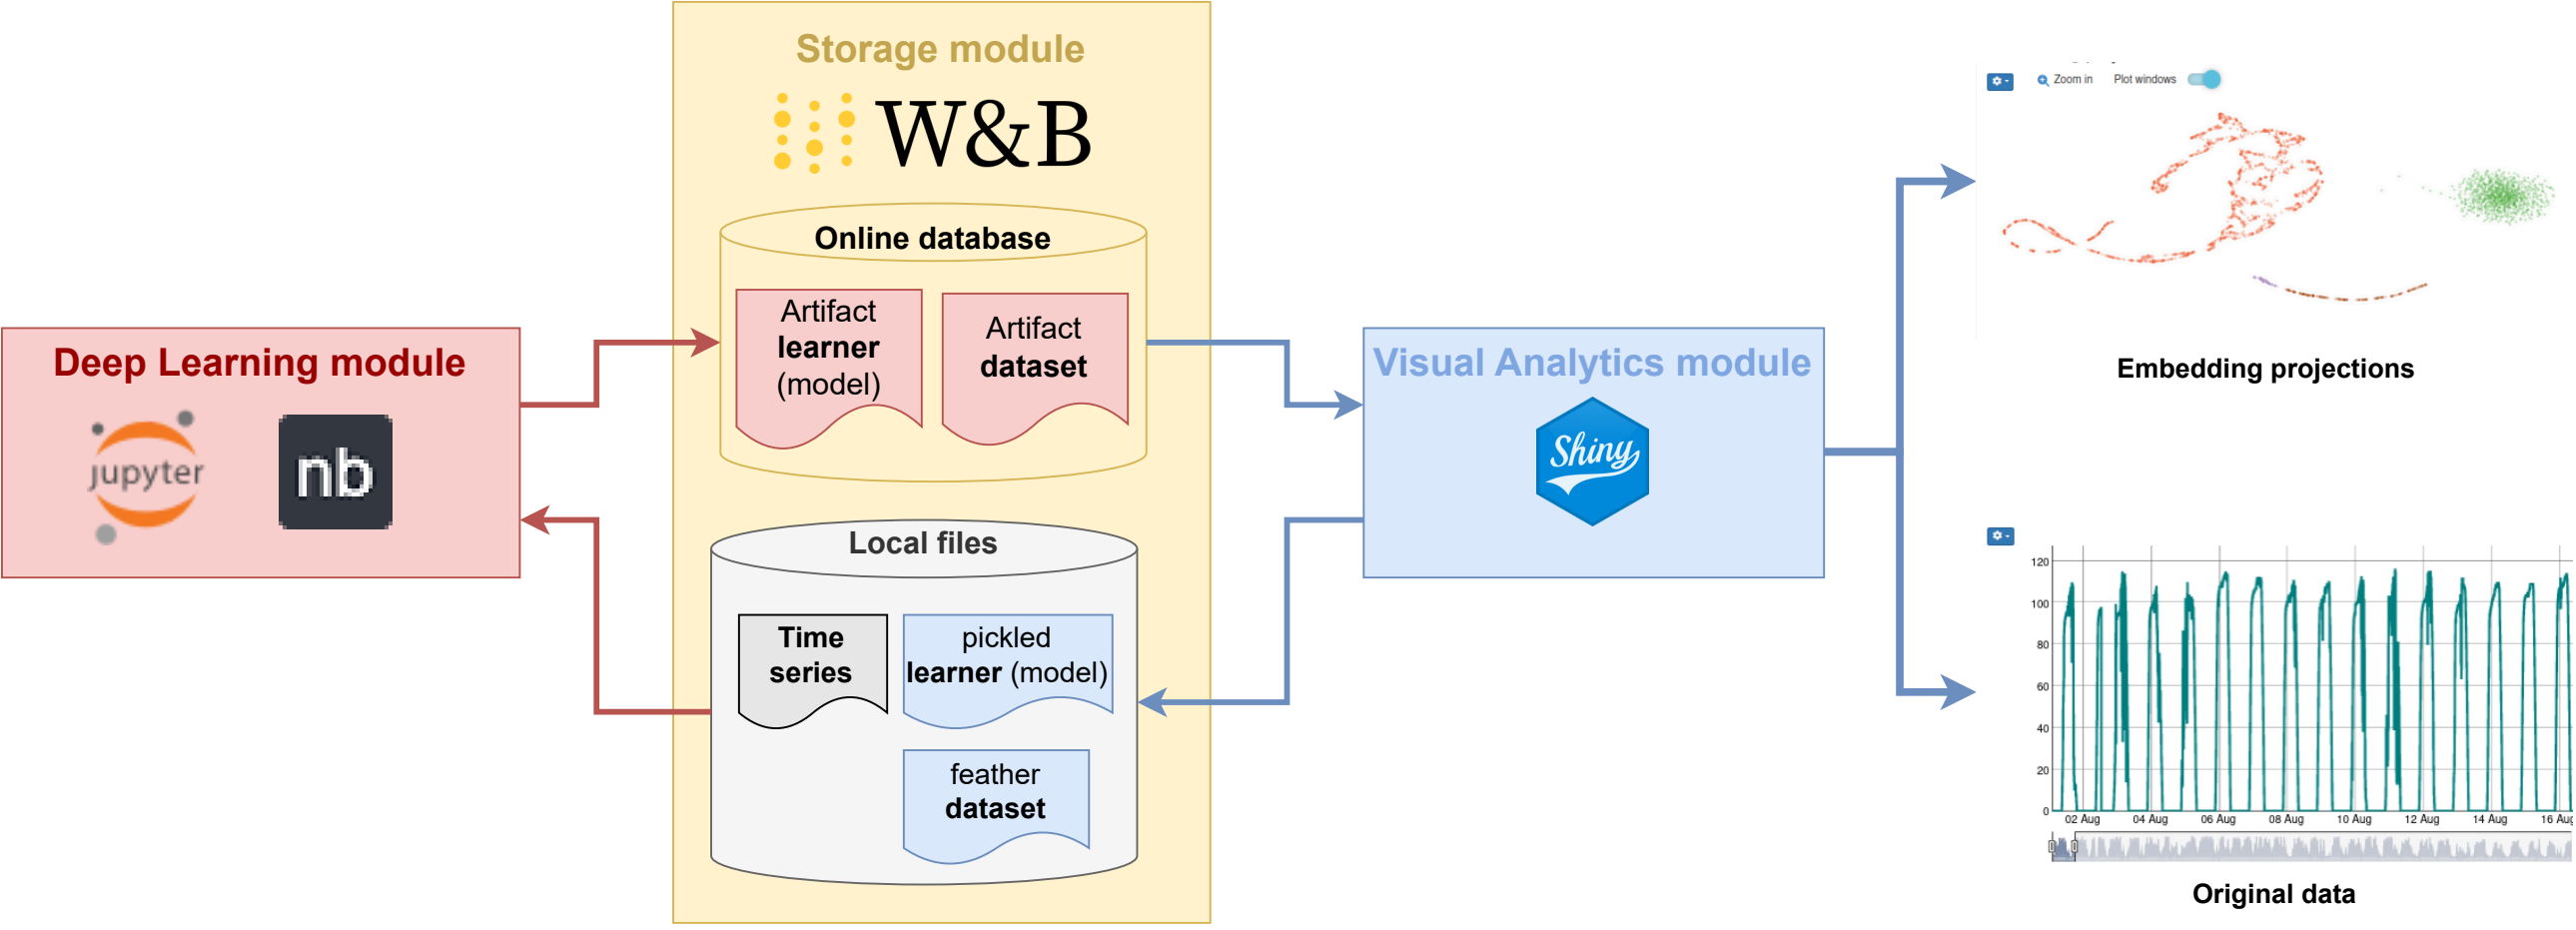 Storage module
W&B
Online database
Artifact
learner
(model)
Artifact
dataset
Deep Learning module
jupyter
nb
Local files
Time
series
pickled
learner (model)
feather
dataset
Visual Analytics module
Shiny
Zoom in
Plot windows
Embedding projections
120
100
80
60
40
20
0
02 Aug
04 Aug
06 Aug
08 Aug
10 Aug
12 Aug
14 Aug
16 Aug
Original data